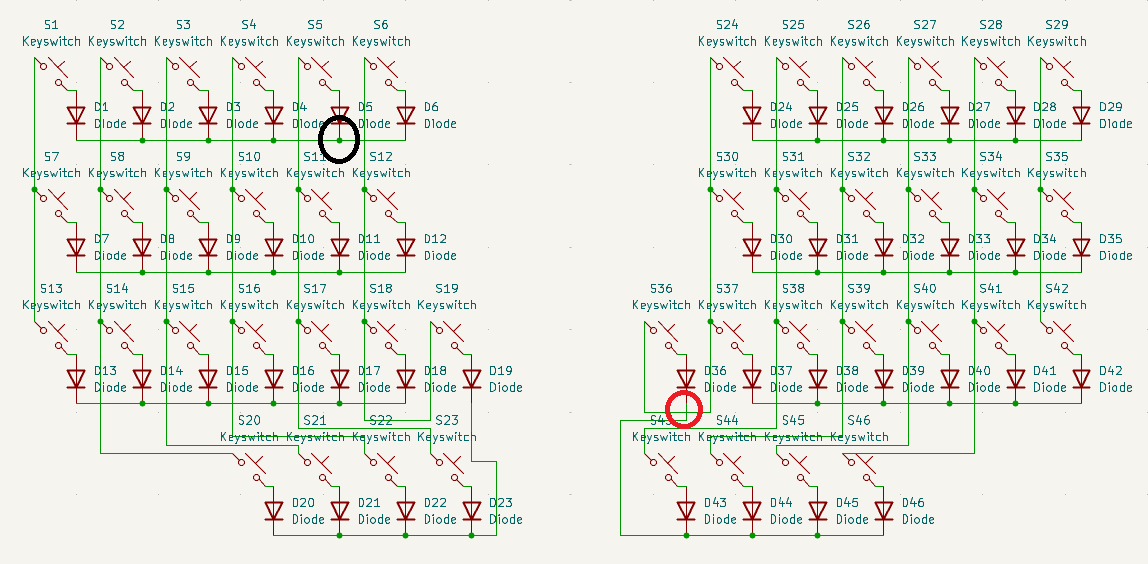 S1 S2 S3 S4 S5 S6 S24 S25 S26 S27 S28 S29
Keyswitch Keyswitch Keyswitch Keyswitch Keyswitch Keyswitch Keyswitch Keyswitch Keyswitch Keyswitch Keyswitch Keyswitch
D1 D2 D3 D4 D5 D6 D24 D25 D26 D27 D28 D29
Diode Diode Diode Diode Diode Diode Diode Diode Diode Diode Diode Diode
S7 S8 S9 S10 S11 S12 S30 S31 S32 S33 S34 S35
Keyswitch Keyswitch Keyswitch Keyswitch Keyswitch Keyswitch Keyswitch Keyswitch Keyswitch Keyswitch Keyswitch Keyswitch
D7 D8 D9 D10 D11 D12 D30 D31 D32 D33 D34 D35
Diode Diode Diode Diode Diode Diode Diode Diode Diode Diode Diode Diode
S13 S14 S15 S16 S17 S18 S19 S36 S37 S38 S39 S40 S41 S42
Keyswitch Keyswitch Keyswitch Keyswitch Keyswitch Keyswitch Keyswitch Keyswitch Keyswitch Keyswitch Keyswitch Keyswitch Keyswitch Keyswitch
D13 D14 D15 D16 D17 D18 D19 D36 D37 D38 D39 D40 D41 D42
Diode Diode Diode Diode Diode Diode Diode Diode Diode Diode Diode Diode Diode Diode
S20 S21 S22 S23 S43 S44 S45 S46
Keyswitch Keyswitch Keyswitch Keyswitch Keyswitch Keyswitch Keyswitch Keyswitch
D20 D21 D22 D23 D43 D44 D45 D46
Diode Diode Diode Diode Diode Diode Diode Diode